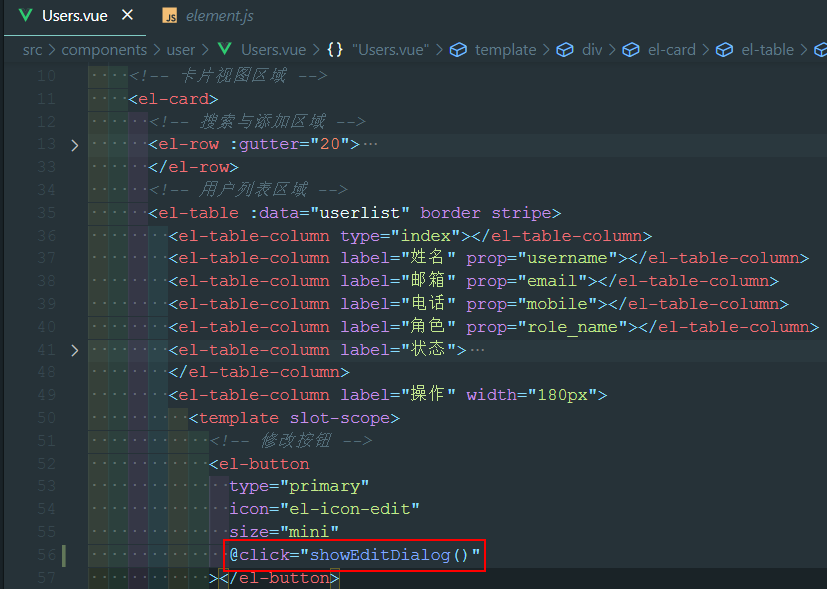 Users.vue × JS element.js
src > components > user > Users.vue > {} "Users.vue" > template > div > el-card > el-table >
10 <!-- 卡片视图区域 -->
11 <el-card>
12 <!-- 搜索与添加区域 -->
13 > <el-row :gutter="20">…
33 </el-row>
34 <!-- 用户列表区域 -->
35 <el-table :data="userlist" border stripe>
36 <el-table-column type="index"></el-table-column>
37 <el-table-column label="姓名" prop="username"></el-table-column>
38 <el-table-column label="邮箱" prop="email"></el-table-column>
39 <el-table-column label="电话" prop="mobile"></el-table-column>
40 <el-table-column label="角色" prop="role_name"></el-table-column>
41 > <el-table-column label="状态">…
48 </el-table-column>
49 <el-table-column label="操作" width="180px">
50 <template slot-scope>
51 <!-- 修改按钮 -->
52 <el-button
53 type="primary"
54 icon="el-icon-edit"
55 size="mini"
56 @click="showEditDialog()"
57 ></el-button>